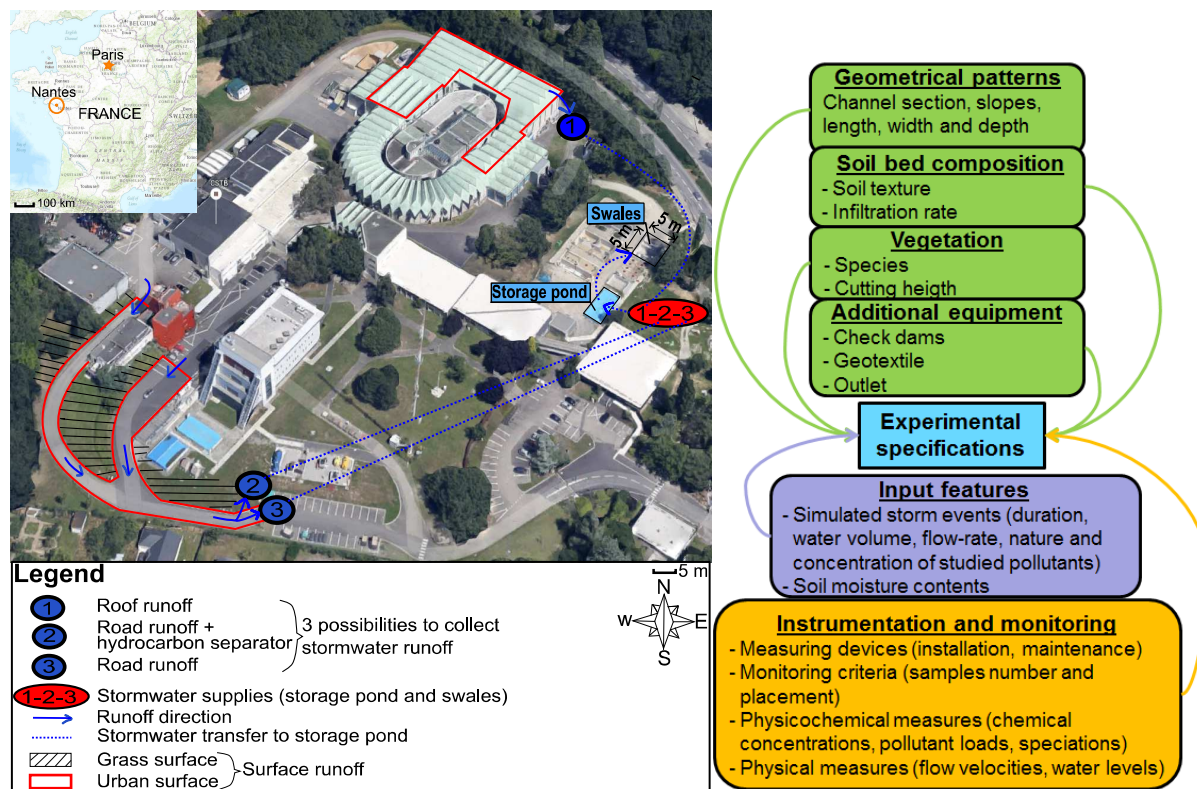 Paris
Nantes
FRANCE
100 km
CSTB
1
Swales
5 m
5 m
Storage pond
1-2-3
2
3
Legend
5 m
N
W
E
S
1
Roof runoff
2
Road runoff +
hydrocarbon separator
3
Road runoff
3 possibilities to collect
stormwater runoff
1-2-3
Stormwater supplies (storage pond and swales)
Runoff direction
Stormwater transfer to storage pond
Grass surface
Urban surface
Surface runoff
Geometrical patterns
Channel section, slopes,
length, width and depth
Soil bed composition
- Soil texture
- Infiltration rate
Vegetation
- Species
- Cutting heigth
Additional equipment
- Check dams
- Geotextile
- Outlet
Experimental
specifications
Input features
- Simulated storm events (duration,
water volume, flow-rate, nature and
concentration of studied pollutants)
- Soil moisture contents
Instrumentation and monitoring
- Measuring devices (installation, maintenance)
- Monitoring criteria (samples number and
placement)
- Physicochemical measures (chemical
concentrations, pollutant loads, speciations)
- Physical measures (flow velocities, water levels)